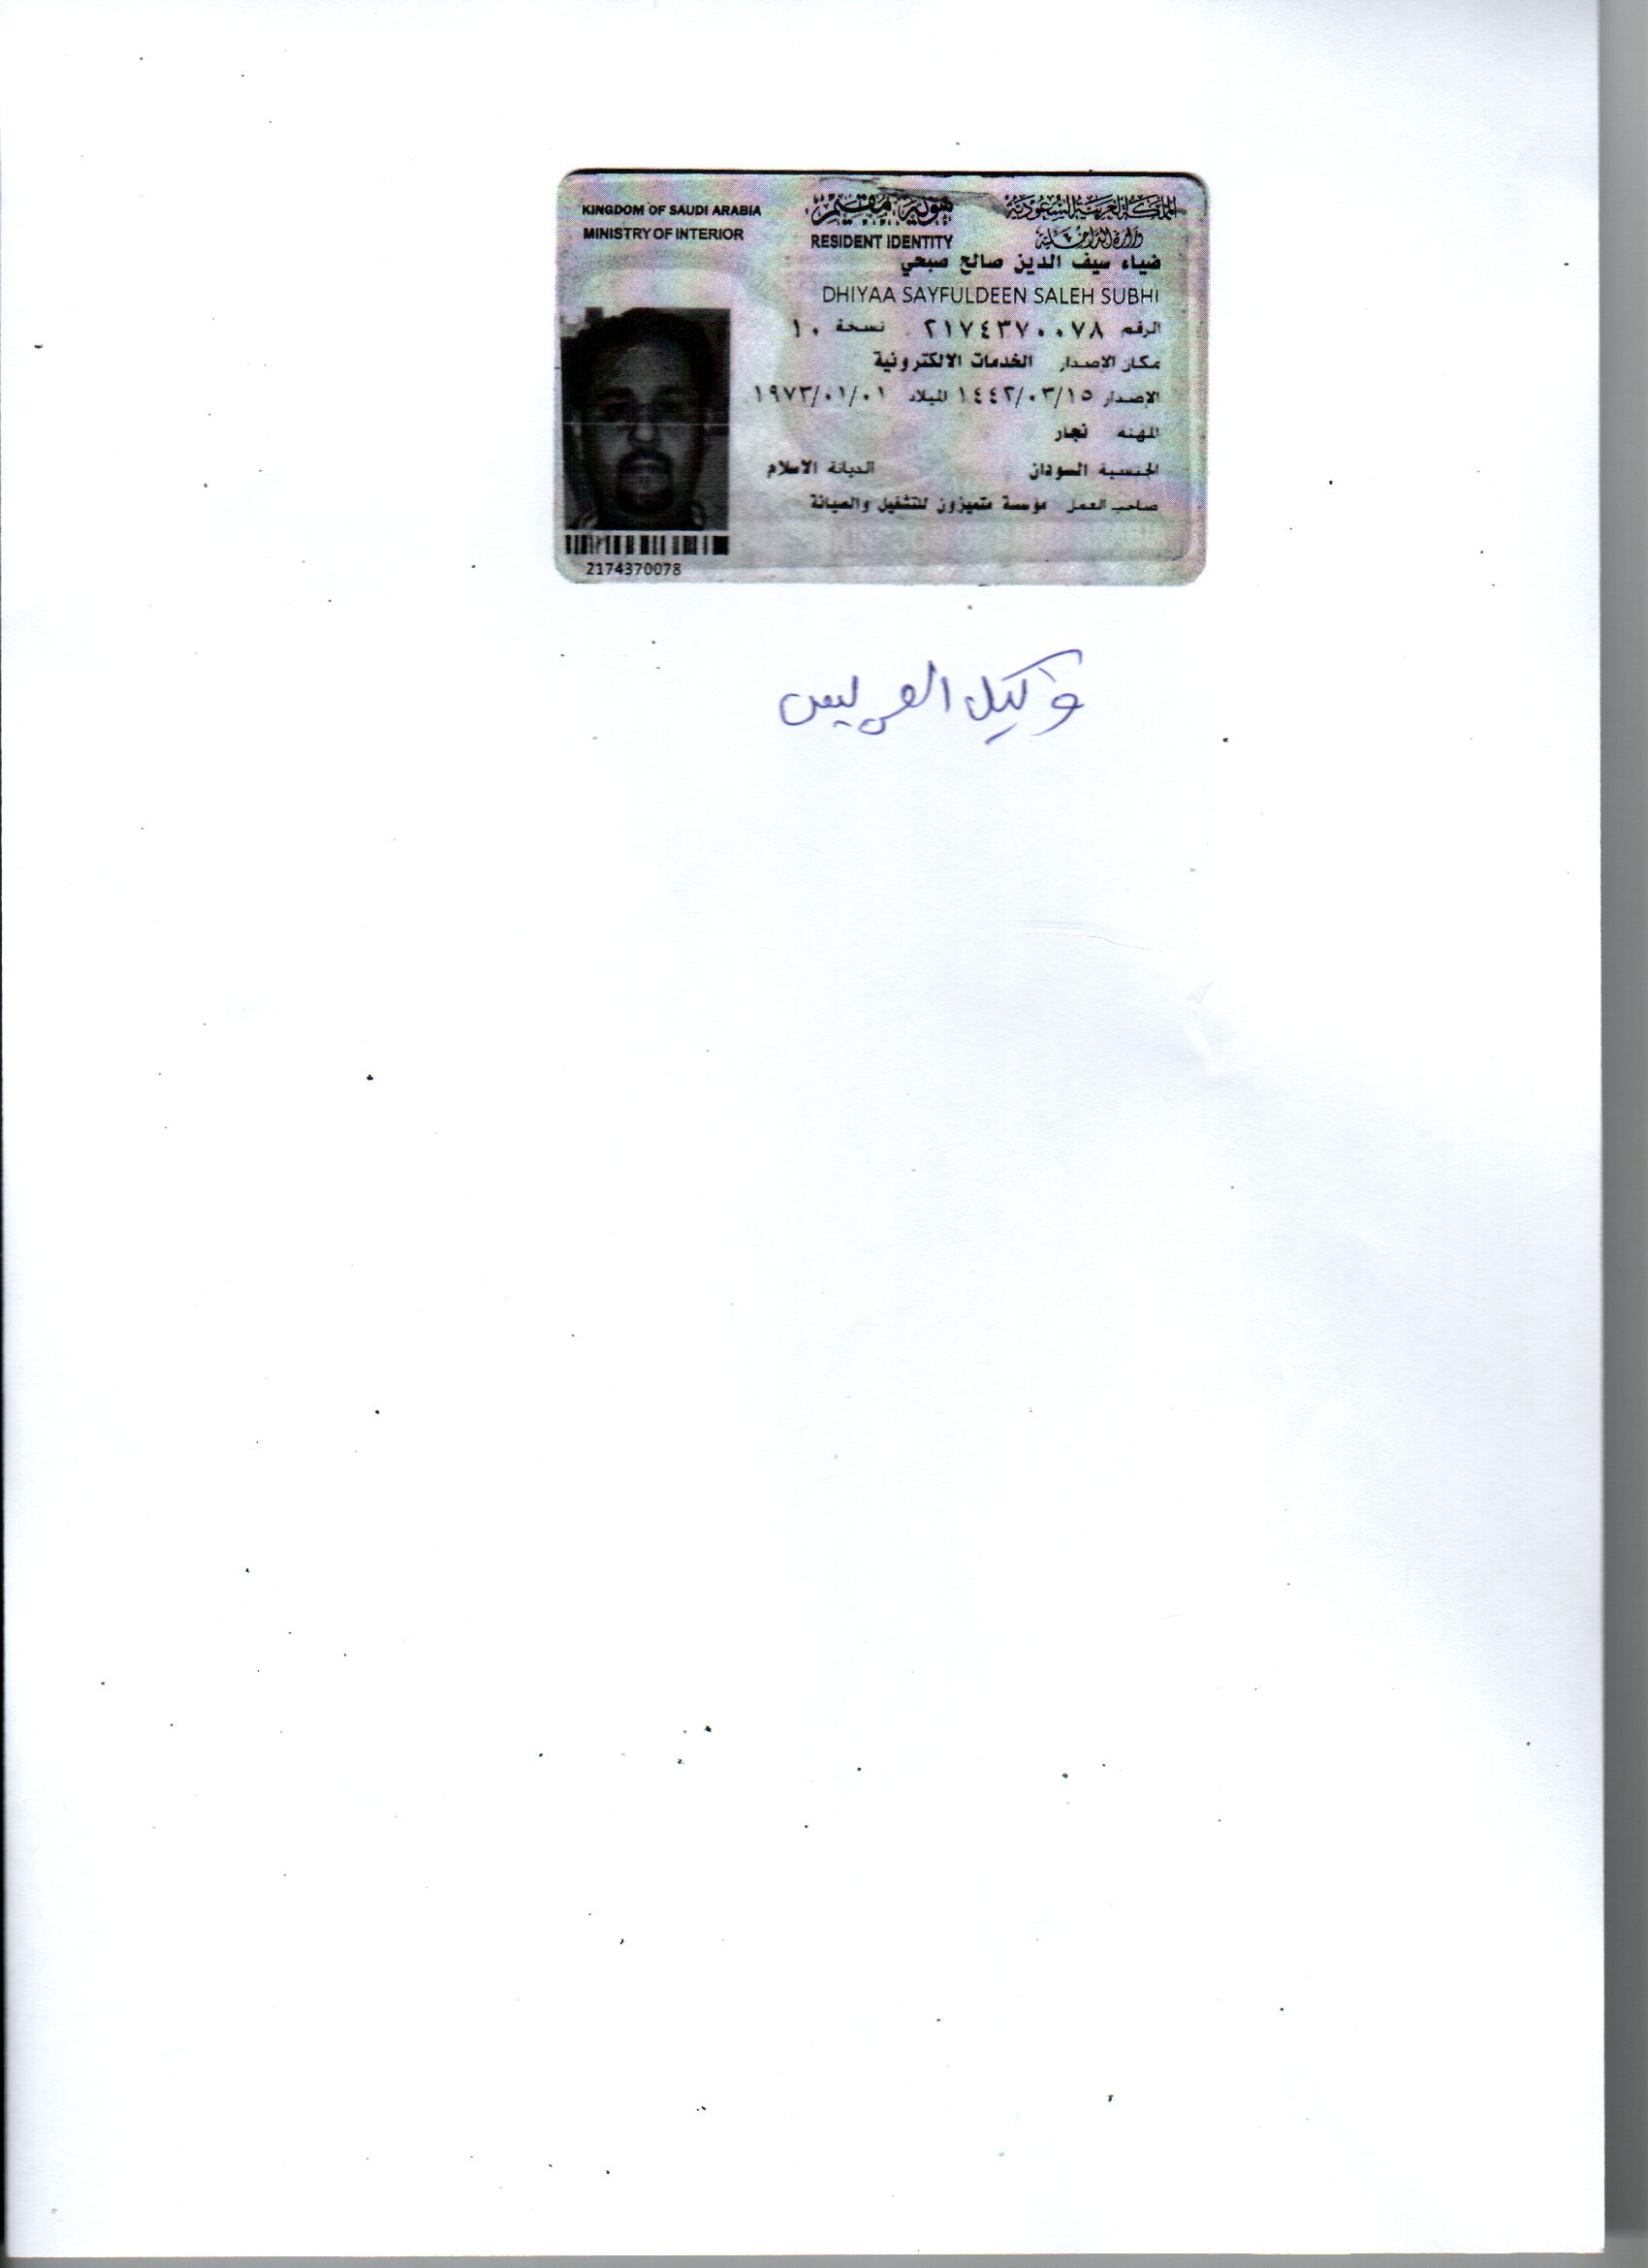 المملكة العربية السعودية هوية مقيم KINGDOM OF SAUDI ARABIA
وزارة الداخلية RESIDENT IDENTITY MINISTRY OF INTERIOR
ضياء سيف الدين صالح صبحي
DHIYAA SAYFULDEEN SALEH SUBHI
الرقم ٢١٧٤٣٧٠٠٧٨ نسخة ١٠
مكان الإصدار الخدمات الالكترونية
الإصدار ١٤٤٢/٠٣/١٥ الميلاد ١٩٧٣/٠١/٠١
المهنه نجار
الجنسية السودان الديانة الاسلام
صاحب العمل مؤسسة متميزون للتشغيل والصيانة
2174370078
وكيل العريس